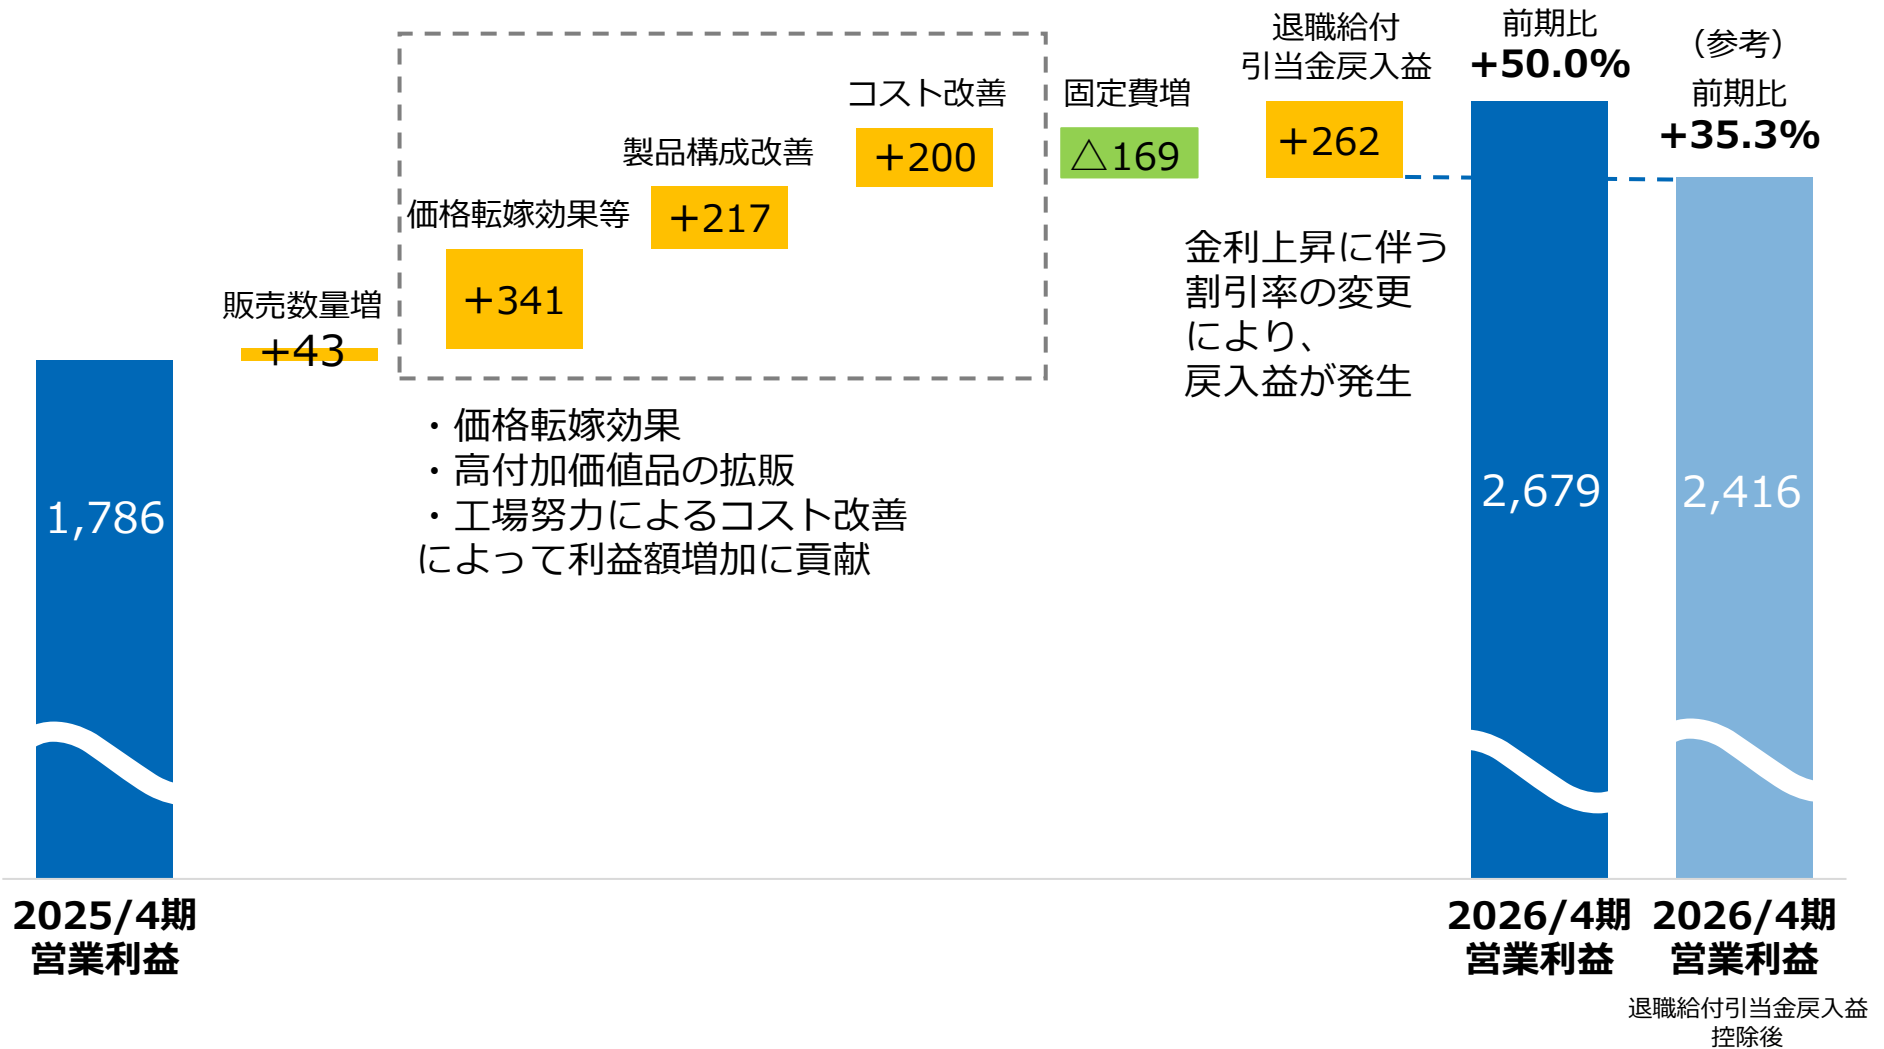 1,786
2025/4期
営業利益
販売数量増
+43
価格転嫁効果等
+341
製品構成改善
+217
コスト改善
+200
・価格転嫁効果
・高付加価値品の拡販
・工場努力によるコスト改善
によって利益額増加に貢献
固定費増
△169
退職給付
引当金戻入益
+262
金利上昇に伴う
割引率の変更
により、
戻入益が発生
前期比
+50.0%
2,679
2026/4期
営業利益
（参考）
前期比
+35.3%
2,416
2026/4期
営業利益
退職給付引当金戻入益
控除後